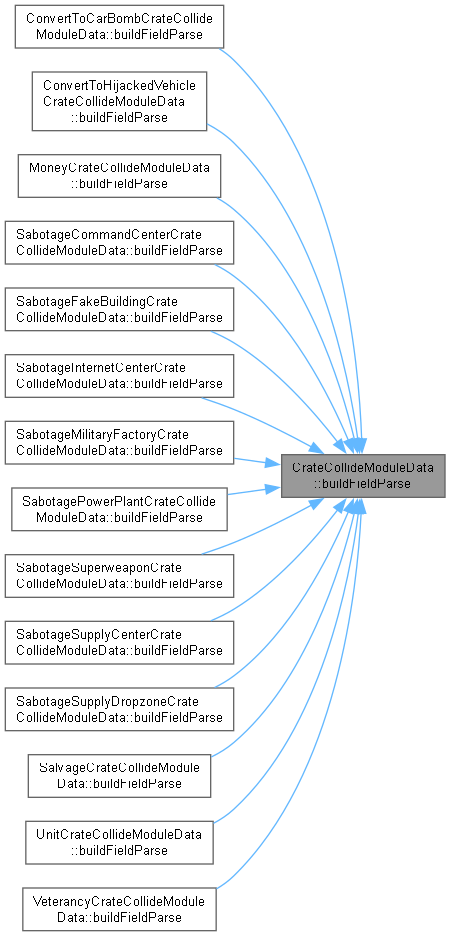 ConvertToCarBombCrateCollide
ModuleData::buildFieldParse
ConvertToHijackedVehicle
CrateCollideModuleData
::buildFieldParse
MoneyCrateCollideModuleData
::buildFieldParse
SabotageCommandCenterCrate
CollideModuleData::buildFieldParse
SabotageFakeBuildingCrate
CollideModuleData::buildFieldParse
SabotageInternetCenterCrate
CollideModuleData::buildFieldParse
SabotageMilitaryFactoryCrate
CollideModuleData::buildFieldParse
SabotagePowerPlantCrateCollide
ModuleData::buildFieldParse
SabotageSuperweaponCrate
CollideModuleData::buildFieldParse
SabotageSupplyCenterCrate
CollideModuleData::buildFieldParse
SabotageSupplyDropzoneCrate
CollideModuleData::buildFieldParse
SalvageCrateCollideModule
Data::buildFieldParse
UnitCrateCollideModuleData
::buildFieldParse
VeterancyCrateCollideModule
Data::buildFieldParse
CrateCollideModuleData
::buildFieldParse